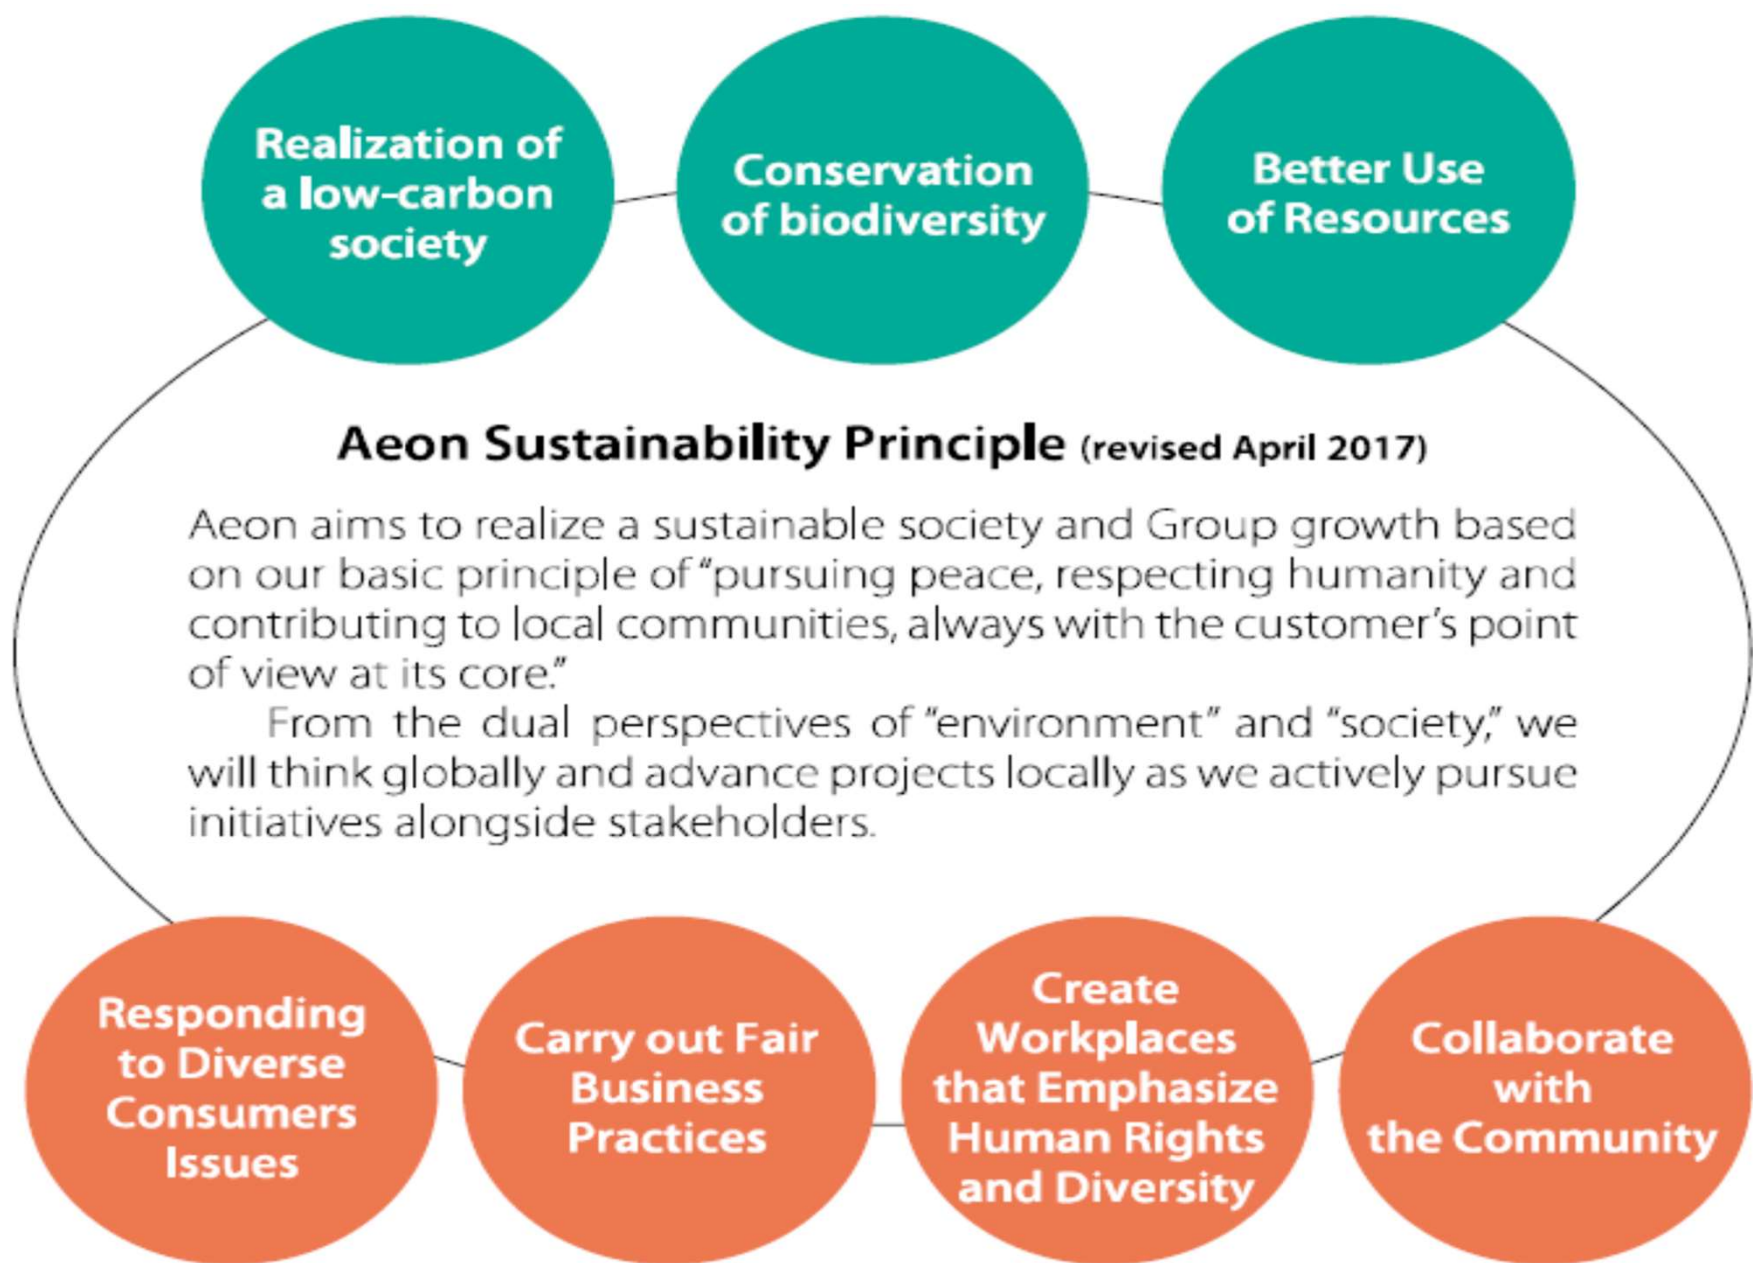 Realization of
a low-carbon
society
Conservation
of biodiversity
Better Use
of Resources
Aeon Sustainability Principle (revised April 2017)
Aeon aims to realize a sustainable society and Group growth based
on our basic principle of “pursuing peace, respecting humanity and
contributing to local communities, always with the customer’s point
of view at its core.”
From the dual perspectives of “environment” and “society,” we
will think globally and advance projects locally as we actively pursue
initiatives alongside stakeholders.
Responding
to Diverse
Consumers
Issues
Carry out Fair
Business
Practices
Create
Workplaces
that Emphasize
Human Rights
and Diversity
Collaborate
with
the Community